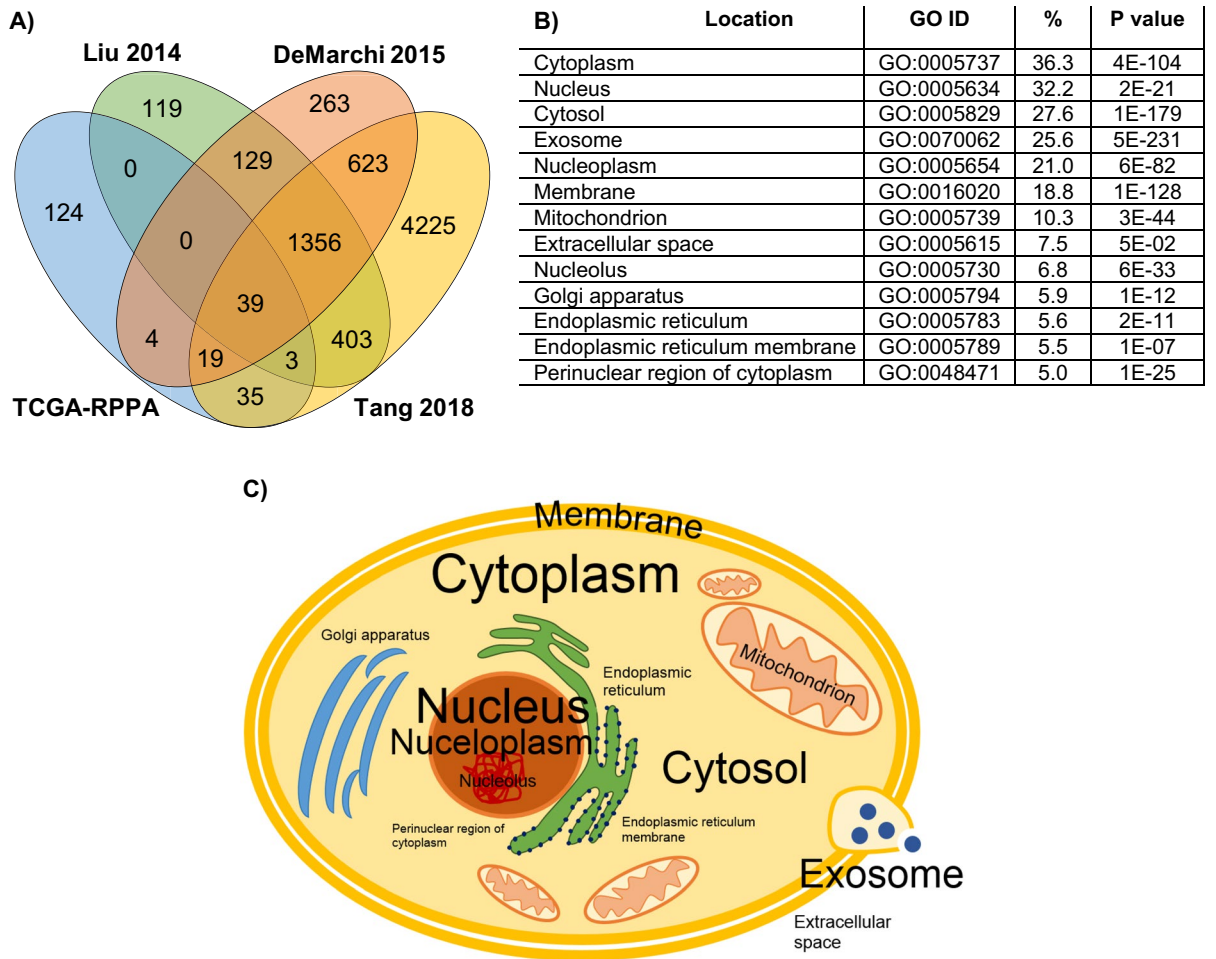 A)
Liu 2014
DeMarchi 2015
119
263
0
129
623
124
4225
0
1356
39
4
19
3
403
35
TCGA-RPPA
Tang 2018
B) Location GO ID % P value
Cytoplasm GO:0005737 36.3 4E-104
Nucleus GO:0005634 32.2 2E-21
Cytosol GO:0005829 27.6 1E-179
Exosome GO:0070062 25.6 5E-231
Nucleoplasm GO:0005654 21.0 6E-82
Membrane GO:0016020 18.8 1E-128
Mitochondrion GO:0005739 10.3 3E-44
Extracellular space GO:0005615 7.5 5E-02
Nucleolus GO:0005730 6.8 6E-33
Golgi apparatus GO:0005794 5.9 1E-12
Endoplasmic reticulum GO:0005783 5.6 2E-11
Endoplasmic reticulum membrane GO:0005789 5.5 1E-07
Perinuclear region of cytoplasm GO:0048471 5.0 1E-25
C)
Membrane
Cytoplasm
Golgi apparatus
Endoplasmic
reticulum
Mitochondrion
Nucleus
Nuceloplasm
Nucleolus
Cytosol
Perinuclear region of
cytoplasm
Endoplasmic reticulum
membrane
Exosome
Extracellular
space